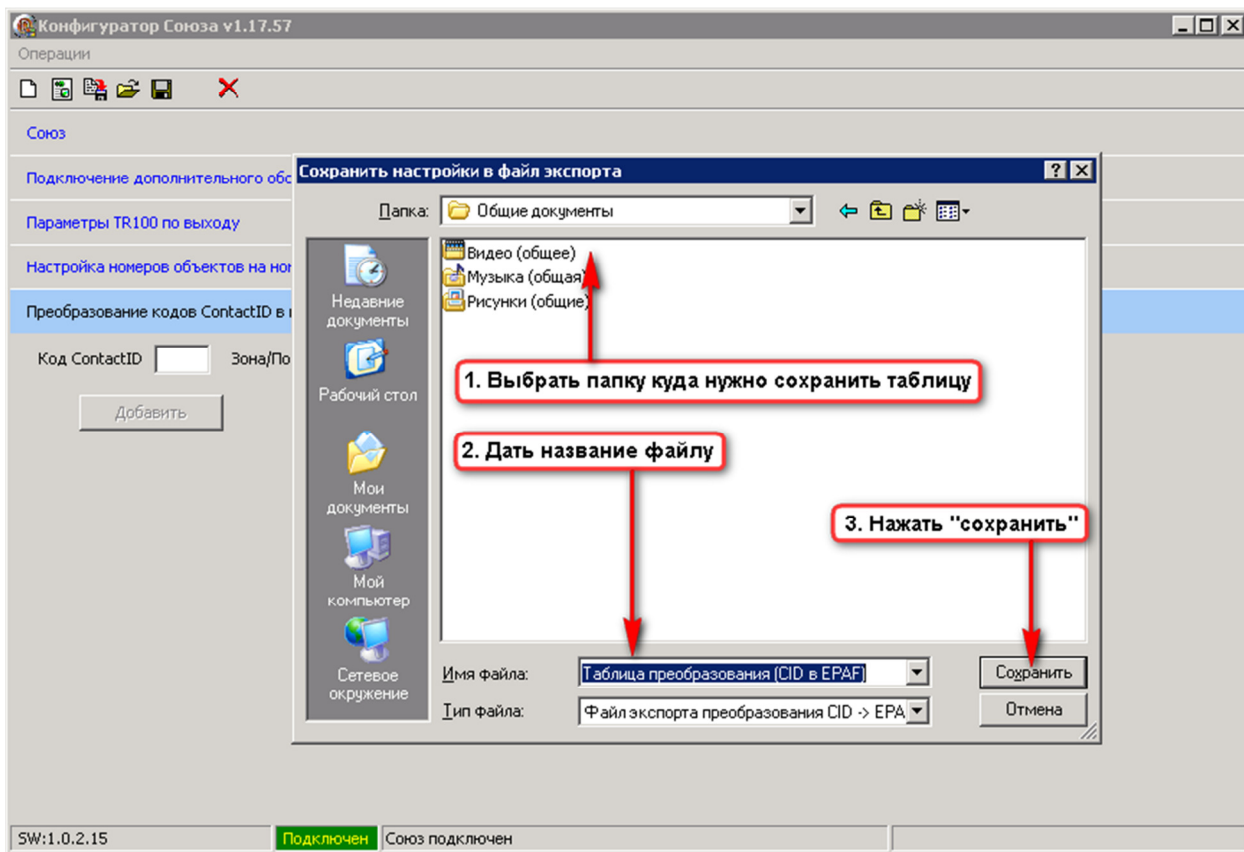 Конфигуратор Союза v1.17.57
Операции
Союз
Подключение дополнительного обс
Параметры TR100 по выходу
Настройка номеров объектов на ном
Преобразование кодов ContactID в
Код ContactID
Зона/По
Добавить
Сохранить настройки в файл экспорта
Папка:
Общие документы
Видео (общее)
Музыка (общая)
Рисунки (общие)
Недавние
документы
Рабочий стол
Мои
документы
Мой
компьютер
Сетевое
окружение
1. Выбрать папку куда нужно сохранить таблицу
2. Дать название файлу
3. Нажать "сохранить"
Имя файла:
Таблица преобразования (CID в EPAF)
Сохранить
Тип файла:
Файл экспорта преобразования CID -> EPA
Отмена
SW:1.0.2.15
Подключен
Союз подключен